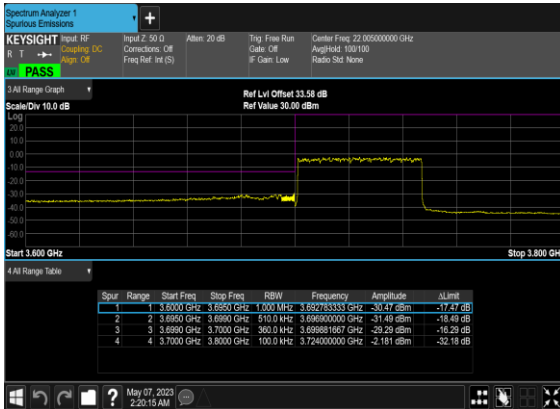 Spectrum Analyzer 1
Spurious Emissions
+
KEYSIGHT Input: RF Input Z: 50 Ω Atten: 20 dB Trig: Free Run Center Freq: 22.005000000 GHz
R T Coupling: DC Corrections: Off Gate: Off Avg|Hold: 100/100
Align: Off Freq Ref: Int (S) IF Gain: Low Radio Std: None
PASS
3 All Range Graph
Ref Lvl Offset 33.58 dB
Scale/Div 10.0 dB Ref Value 30.00 dBm
Log
20.0
10.0
0.00
-10.0
-20.0
-30.0
-40.0
-50.0
-60.0
Start 3.600 GHz Stop 3.800 GHz
4 All Range Table
Spur Range Start Freq Stop Freq RBW Frequency Amplitude ΔLimit
1 1 3.6000 GHz 3.6950 GHz 1.000 MHz 3.692783333 GHz -30.47 dBm -17.47 dB
2 2 3.6950 GHz 3.6990 GHz 510.0 kHz 3.696900000 GHz -31.49 dBm -18.49 dB
3 3 3.6990 GHz 3.7000 GHz 360.0 kHz 3.699881667 GHz -29.29 dBm -16.29 dB
4 4 3.7000 GHz 3.8000 GHz 100.0 kHz 3.724000000 GHz -2.181 dBm -32.18 dB
?
May 07, 2023
2:20:15 AM